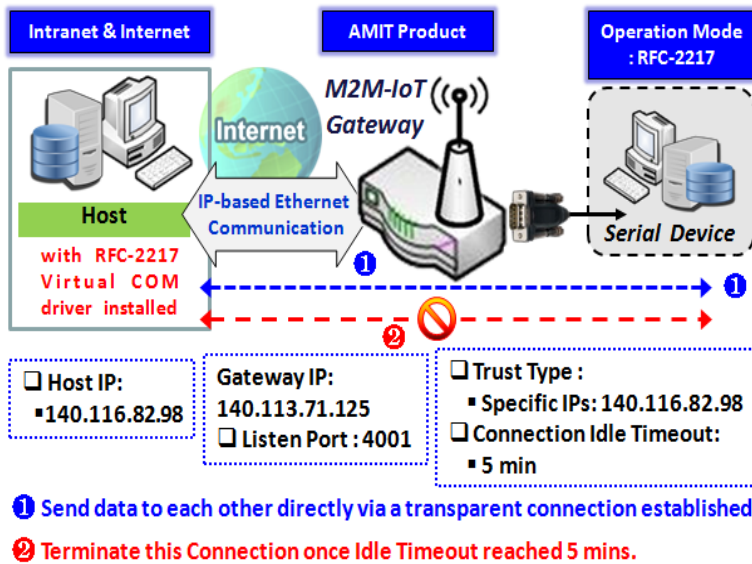 Intranet & Internet
AMIT Product
Operation Mode
: RFC-2217
M2M-IoT
Gateway
Internet
IP-based Ethernet
Communication
Host
with RFC-2217
Virtual COM
driver installed
Serial Device
1
1
2
❑ Host IP:
▪140.116.82.98
Gateway IP:
140.113.71.125
❑ Listen Port : 4001
❑ Trust Type :
▪ Specific IPs: 140.116.82.98
❑ Connection Idle Timeout:
▪ 5 min
❶ Send data to each other directly via a transparent connection established
❷ Terminate this Connection once Idle Timeout reached 5 mins.